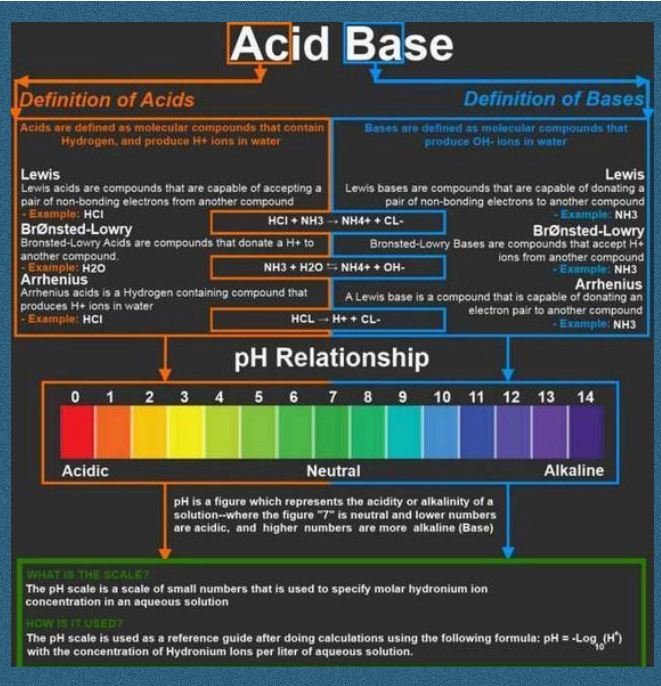 Acid Base
Definition of Acids
Definition of Bases
Acids are defined as molecular compounds that contain
Hydrogen, and produce H+ ions in water
Bases are defined as molecular compounds that
produce OH- ions in water
Lewis
Lewis acids are compounds that are capable of accepting a
pair of non-bonding electrons from another compound
- Example: HCl
Lewis
Lewis bases are compounds that are capable of donating a
pair of non-bonding electrons to another compound
- Example: NH3
HCl + NH3 → NH4+ + CL-
BrØnsted-Lowry
Bronsted-Lowry Acids are compounds that donate a H+ to
another compound.
- Example: H2O
BrØnsted-Lowry
Bronsted-Lowry Bases are compounds that accept H+
ions from another compound
- Example: NH3
NH3 + H2O ⇆ NH4+ + OH-
Arrhenius
Arrhenius acids is a Hydrogen containing compound that
produces H+ ions in water
- Example: HCl
Arrhenius
A Lewis base is a compound that is capable of donating an
electron pair to another compound
- Example: NH3
HCL → H+ + CL-
pH Relationship
0 1 2 3 4 5 6 7 8 9 10 11 12 13 14
Acidic Neutral Alkaline
pH is a figure which represents the acidity or alkalinity of a
solution--where the figure "7" is neutral and lower numbers
are acidic, and higher numbers are more alkaline (Base)
WHAT IS THE SCALE?
The pH scale is a scale of small numbers that is used to specify molar hydronium ion
concentration in an aqueous solution
HOW IS IT USED?
The pH scale is used as a reference guide after doing calculations using the following formula: pH = -Log10(H+)
with the concentration of Hydronium Ions per liter of aqueous solution.